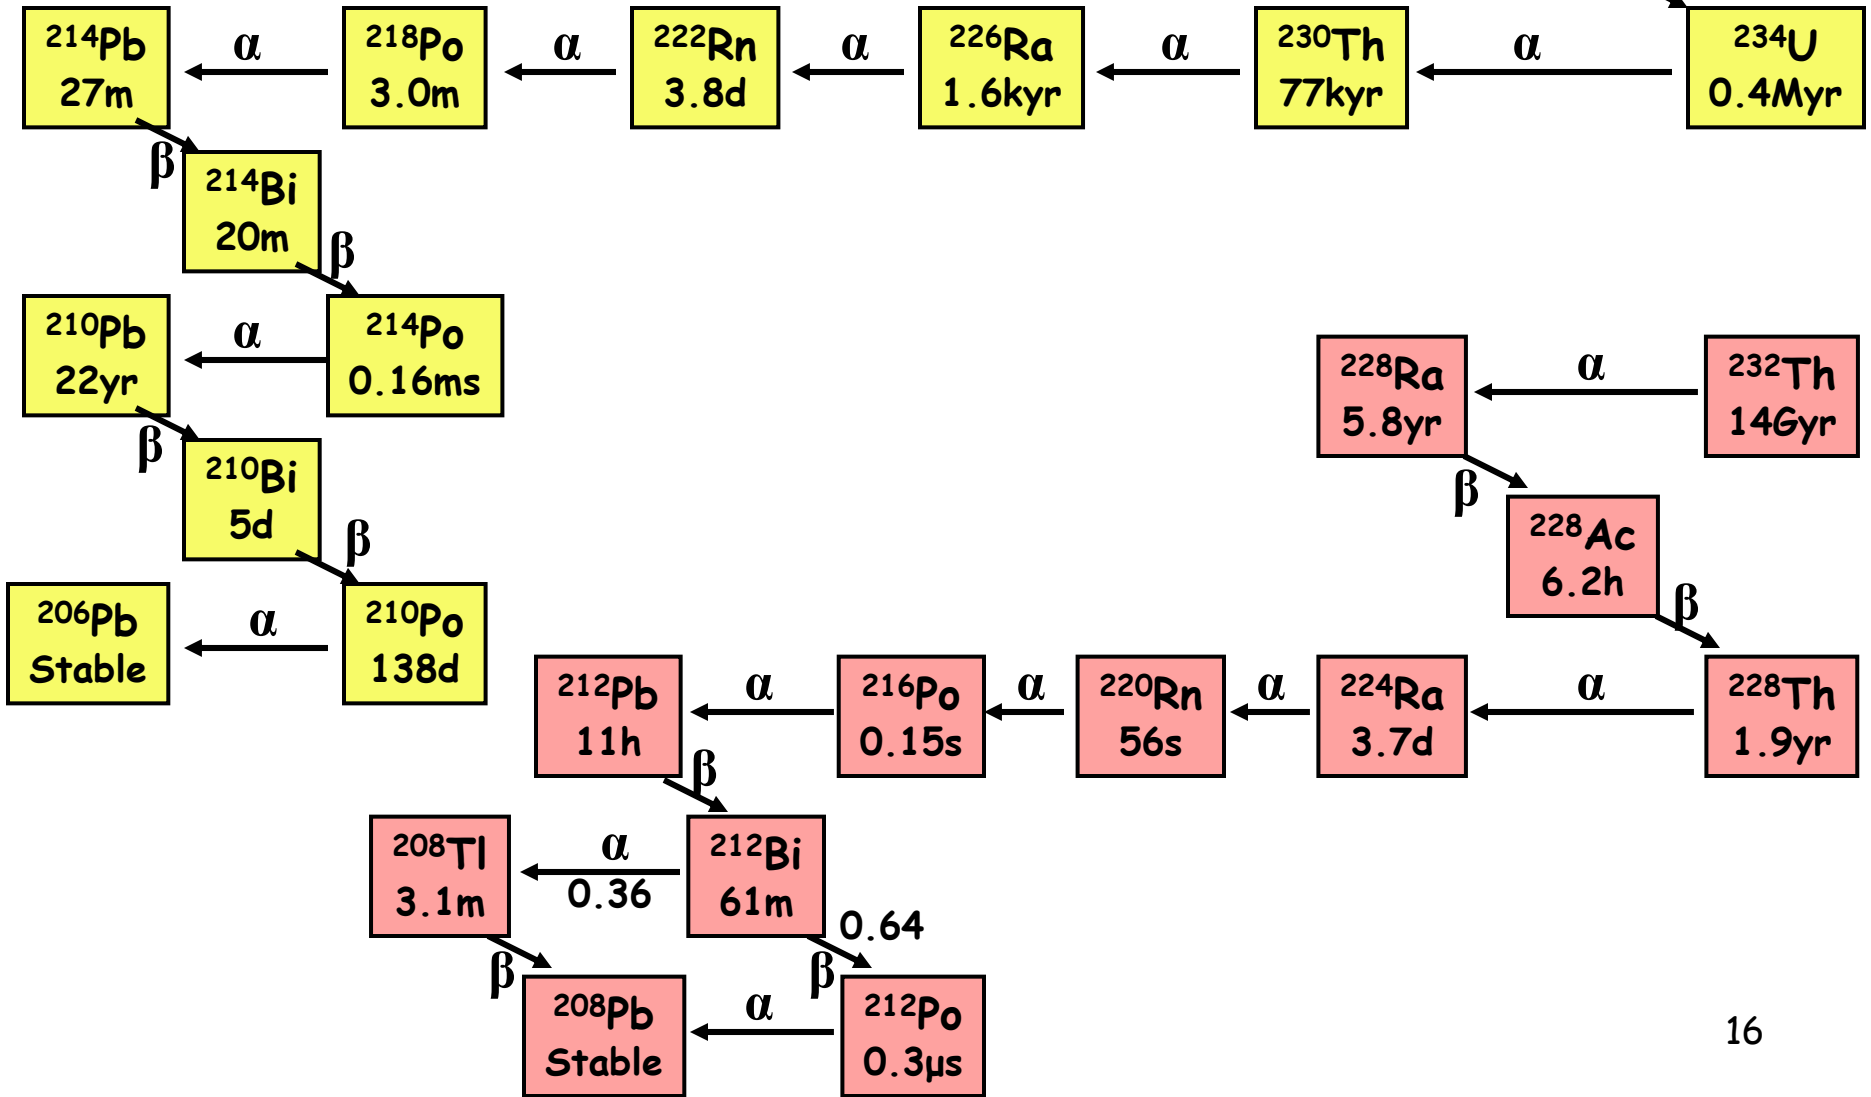 ²¹⁴Pb
27m
α
²¹⁸Po
3.0m
α
²²²Rn
3.8d
α
²²⁶Ra
1.6kyr
α
²³⁰Th
77kyr
α
²³⁴U
0.4Myr
β
²¹⁴Bi
20m
β
²¹⁰Pb
22yr
α
²¹⁴Po
0.16ms
β
²¹⁰Bi
5d
β
²⁰⁶Pb
Stable
α
²¹⁰Po
138d
²²⁸Ra
5.8yr
α
²³²Th
14Gyr
β
²²⁸Ac
6.2h
β
²¹²Pb
11h
α
²¹⁶Po
0.15s
α
²²⁰Rn
56s
α
²²⁴Ra
3.7d
α
²²⁸Th
1.9yr
β
²⁰⁸Tl
3.1m
α
0.36
²¹²Bi
61m
0.64
β
β
²⁰⁸Pb
Stable
α
²¹²Po
0.3μs
16